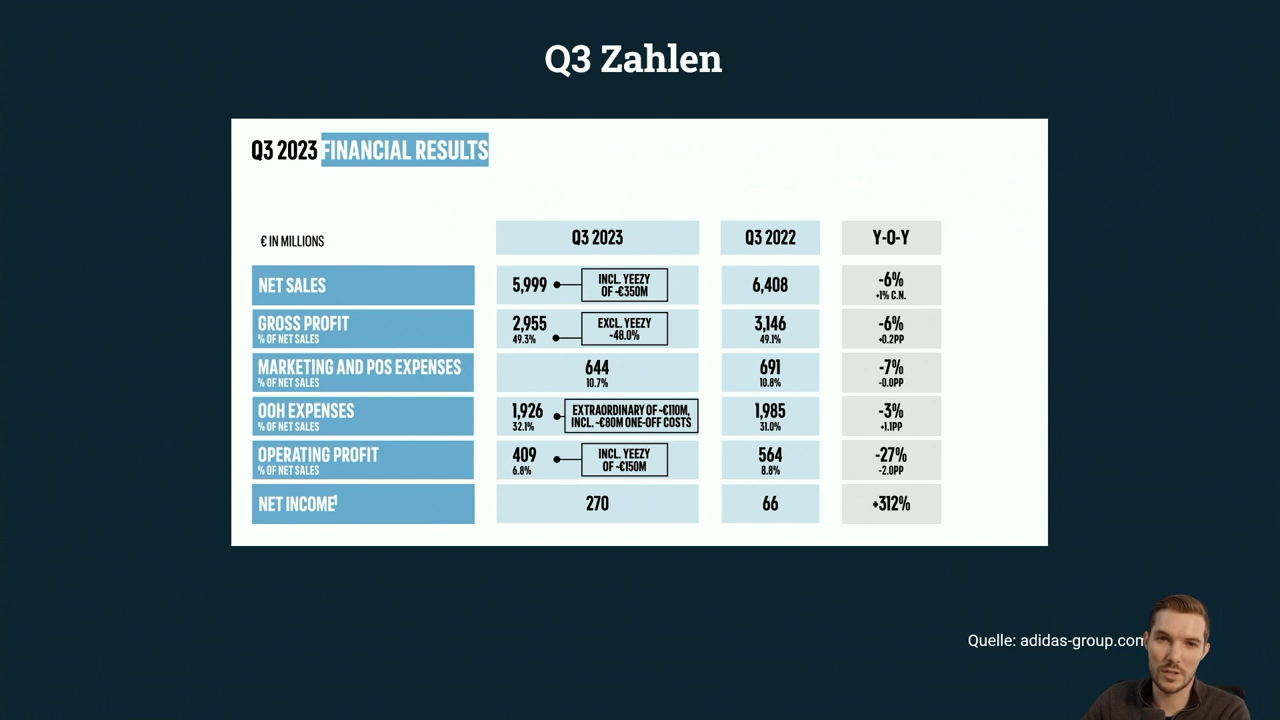 Q3 Zahlen
Q3 2023 FINANCIAL RESULTS
€ IN MILLIONS
Q3 2023
Q3 2022
Y-O-Y
NET SALES
5,999
INCL. YEEZY
OF ~€350M
6,408
-6%
+1% C.N.
GROSS PROFIT
% OF NET SALES
2,955
49.3%
EXCL. YEEZY
~48.0%
3,146
49.1%
-6%
+0.2PP
MARKETING AND POS EXPENSES
% OF NET SALES
644
10.7%
691
10.8%
-7%
-0.0PP
OOH EXPENSES
% OF NET SALES
1,926
32.1%
EXTRAORDINARY OF ~€110M,
INCL. ~€80M ONE-OFF COSTS
1,985
31.0%
-3%
+1.1PP
OPERATING PROFIT
% OF NET SALES
409
6.8%
INCL. YEEZY
OF ~€150M
564
8.8%
-27%
-2.0PP
NET INCOME¹
270
66
+312%
Quelle: adidas-group.com